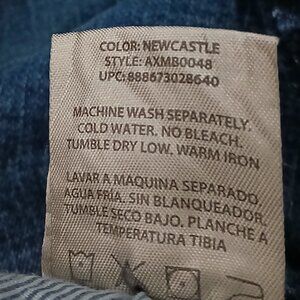 COLOR: NEWCASTLE
STYLE: AXMB0048
UPC: 888673028640
MACHINE WASH SEPARATELY.
COLD WATER. NO BLEACH.
TUMBLE DRY LOW. WARM IRON
LAVAR A MAQUINA SEPARADO
AGUA FRIA. SIN BLANQUEADOR.
TUMBLE SECO BAJO. PLANCHE A
TEMPERATURA TIBIA